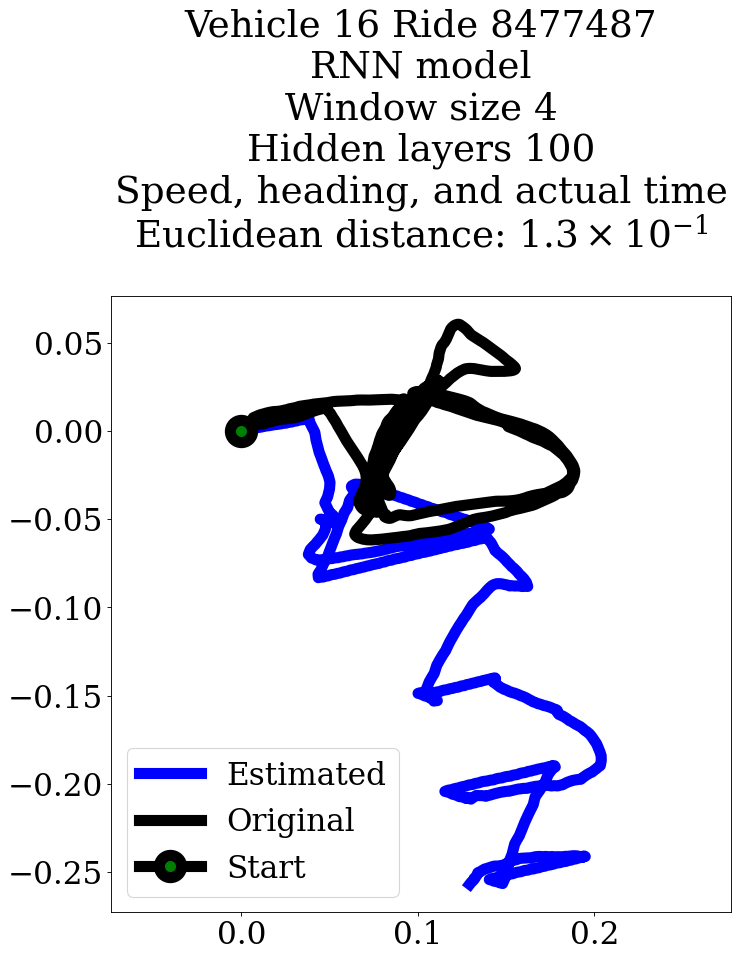 Vehicle 16 Ride 8477487
RNN model
Window size 4
Hidden layers 100
Speed, heading, and actual time
Euclidean distance: 1.3 × 10⁻¹
0.05
0.00
−0.05
−0.10
−0.15
−0.20
−0.25
Estimated
Original
Start
0.0 0.1 0.2